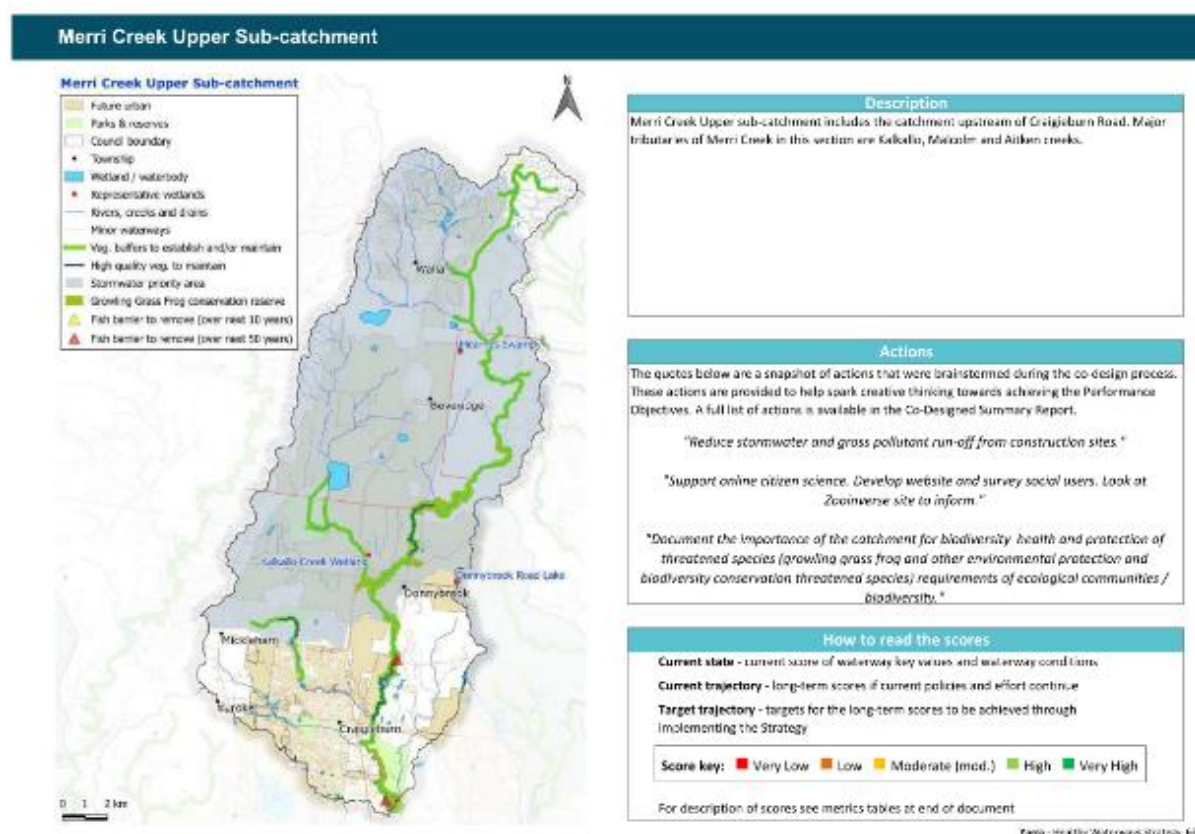 Merri Creek Upper Sub-catchment
Merri Creek Upper Sub-catchment
Future urban
Parks & reserves
Council boundary
Township
Wetland / waterbody
Representative wetlands
Rivers, creeks and drains
Minor waterways
Veg. buffers to establish and/or maintain
High quality veg. to maintain
Stormwater priority area
Growling Grass Frog conservation reserve
Fish barrier to remove (over next 10 years)
Fish barrier to remove (over next 50 years)
N
Beveridge
Kalkallo Creek Wetland
Donnybrook Road Lake
Donnybrook
Mickleham
Craigieburn
0 1 2 km
Description
Merri Creek Upper sub-catchment includes the catchment upstream of Craigieburn Road. Major
tributaries of Merri Creek in this section are Kalkallo, Malcolm and Aitken creeks.
Actions
The quotes below are a snapshot of actions that were brainstormed during the co-design process.
These actions are provided to help spark creative thinking towards achieving the Performance
Objectives. A full list of actions is available in the Co-Designed Summary Report.
"Reduce stormwater and gross pollutant run-off from construction sites."
"Support online citizen science. Develop website and survey social users. Look at
Zooinverse site to inform."
"Document the importance of the catchment for biodiversity health and protection of
threatened species (growling grass frog and other environmental protection and
biodiversity conservation threatened species) requirements of ecological communities /
biodiversity."
How to read the scores
Current state - current score of waterway key values and waterway conditions
Current trajectory - long-term scores if current policies and effort continue
Target trajectory - targets for the long-term scores to be achieved through
implementing the Strategy
Score key: Very Low Low Moderate (mod.) High Very High
For description of scores see metrics tables at end of document
Yarra - Healthy Waterways Strategy